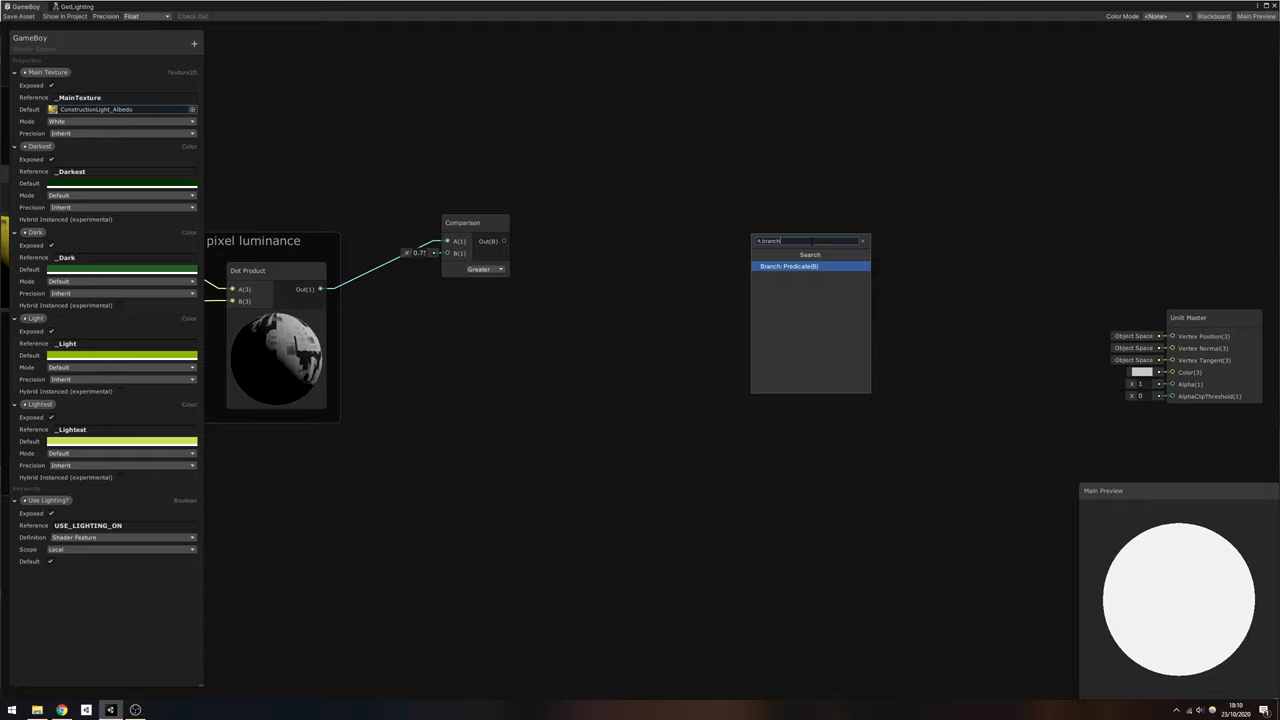 GameBoy
GetLighting
Save Asset
Show In Project
Precision
Float
Check Out
Color Mode
<None>
Blackboard
Main Preview
GameBoy
Shader Graphs
Properties
Main Texture
Texture2D
Exposed
Reference
_MainTexture
Default
ConstructionLight_Albedo
Mode
White
Precision
Inherit
Darkest
Color
Exposed
Reference
_Darkest
Default
Mode
Default
Precision
Inherit
Hybrid Instanced (experimental)
Dark
Color
Exposed
Reference
_Dark
Default
Mode
Default
Precision
Inherit
Hybrid Instanced (experimental)
Light
Color
Exposed
Reference
_Light
Default
Mode
Default
Precision
Inherit
Hybrid Instanced (experimental)
Lightest
Color
Exposed
Reference
_Lightest
Default
Mode
Default
Precision
Inherit
Hybrid Instanced (experimental)
Keywords
Use Lighting?
Boolean
Exposed
Reference
USE_LIGHTING_ON
Definition
Shader Feature
Scope
Local
Default
pixel luminance
Dot Product
A(3)
Out(1)
B(3)
Comparison
A(1)
Out(B)
X 0.7
B(1)
Greater
branch
Search
Branch: Predicate(B)
Unlit Master
Object Space
Vertex Position(3)
Object Space
Vertex Normal(3)
Object Space
Vertex Tangent(3)
Color(3)
X 1
Alpha(1)
X 0
AlphaClipThreshold(1)
Main Preview
18:10
23/10/2020